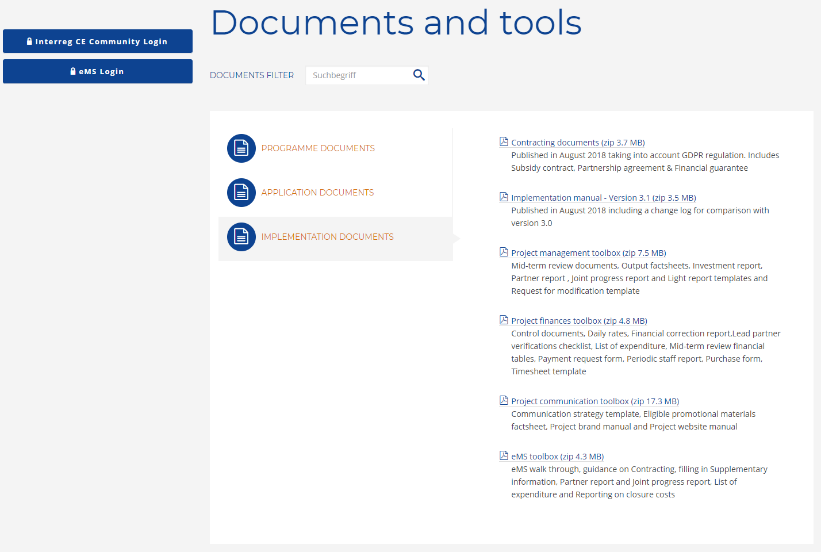 Documents and tools
Interreg CE Community Login
eMS Login
DOCUMENTS FILTER
Suchbegriff
PROGRAMME DOCUMENTS
APPLICATION DOCUMENTS
IMPLEMENTATION DOCUMENTS
Contracting documents (zip 3.7 MB)
Published in August 2018 taking into account GDPR regulation. Includes
Subsidy contract. Partnership agreement & Financial guarantee
Implementation manual - Version 3.1 (zip 3.5 MB)
Published in August 2018 including a change log for comparison with
version 3.0
Project management toolbox (zip 7.5 MB)
Mid-term review documents, Output factsheets, Investment report,
Partner report , Joint progress report and Light report templates and
Request for modification template
Project finances toolbox (zip 4.8 MB)
Control documents, Daily rates, Financial correction report,Lead partner
verifications checklist, List of expenditure, Mid-term review financial
tables, Payment request form, Periodic staff report, Purchase form,
Timesheet template
Project communication toolbox (zip 17.3 MB)
Communication strategy template, Eligible promotional materials
factsheet, Project brand manual and Project website manual
eMS toolbox (zip 4.3 MB)
eMS walk through, guidance on Contracting, filling in Supplementary
information, Partner report and Joint progress report, List of
expenditure and Reporting on closure costs